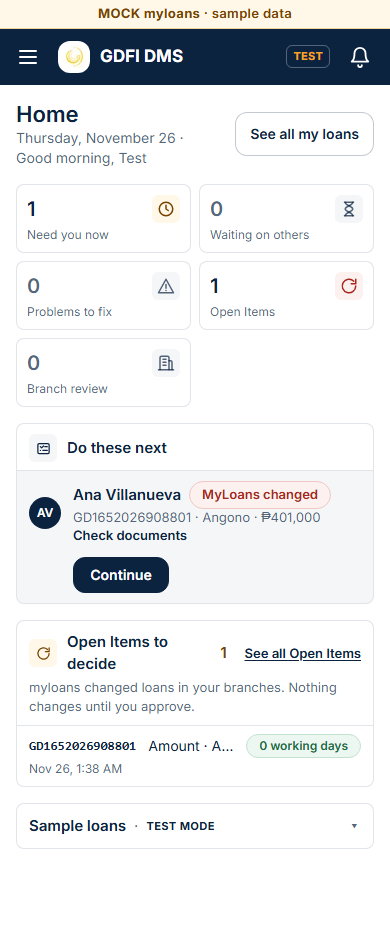 MOCK myloans · sample data
GDFI DMS
TEST
Home
Thursday, November 26 ·
Good morning, Test
See all my loans
1
Need you now
0
Waiting on others
0
Problems to fix
1
Open Items
0
Branch review
Do these next
AV
Ana Villanueva
MyLoans changed
GD1652026908801 · Angono · ₱401,000
Check documents
Continue
Open Items to
decide
1
See all Open Items
myloans changed loans in your branches. Nothing
changes until you approve.
GD1652026908801 Amount · A...
0 working days
Nov 26, 1:38 AM
Sample loans · TEST MODE